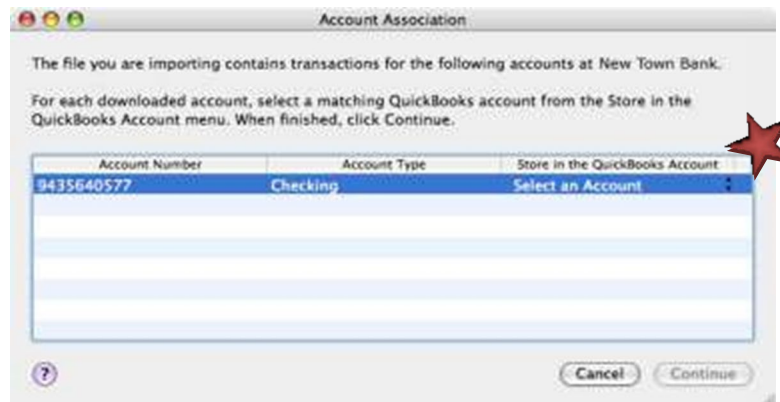 Account Association
The file you are importing contains transactions for the following accounts at New Town Bank.
For each downloaded account, select a matching QuickBooks account from the Store in the
QuickBooks Account menu. When finished, click Continue.
Account Number Account Type Store in the QuickBooks Account
9435640577 Checking Select an Account
? Cancel Continue